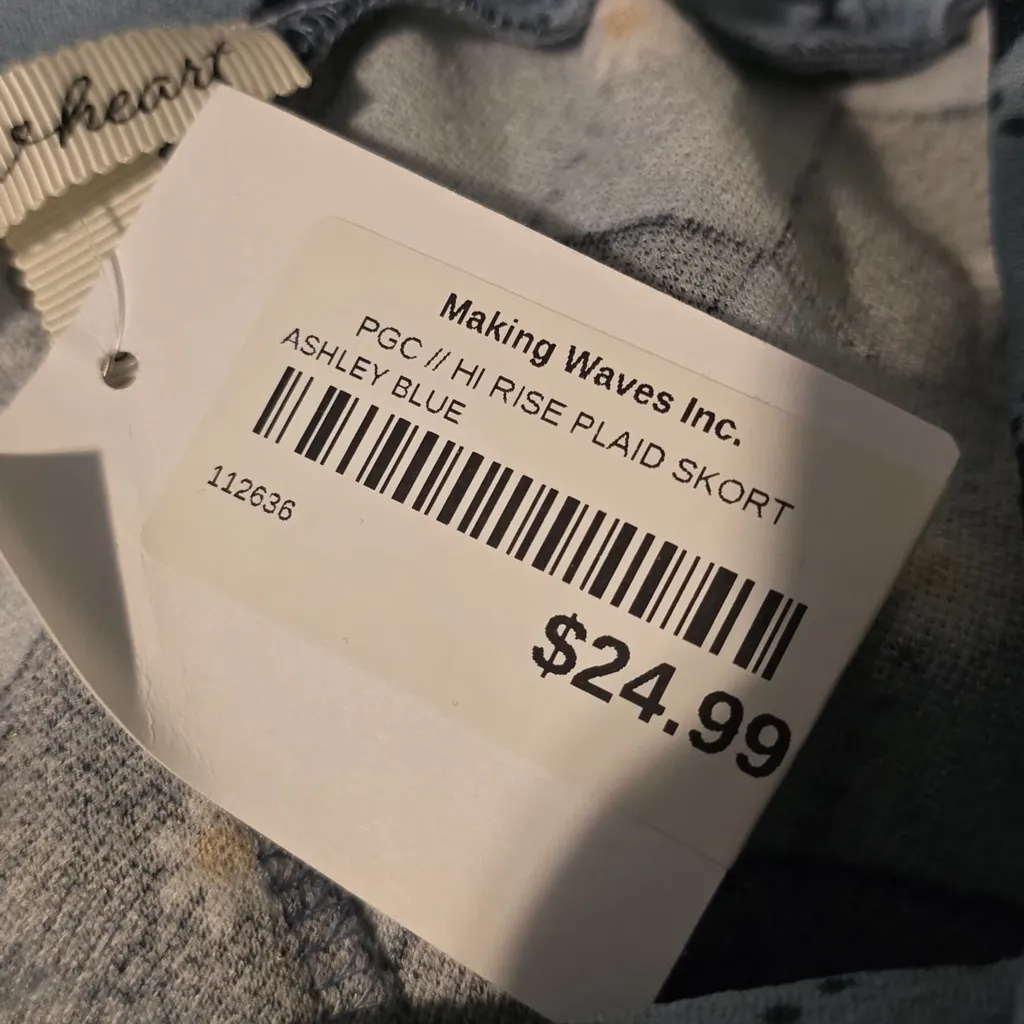 heart
Making Waves Inc.
PGC // HI RISE PLAID SKORT
ASHLEY BLUE
112636
$24.99